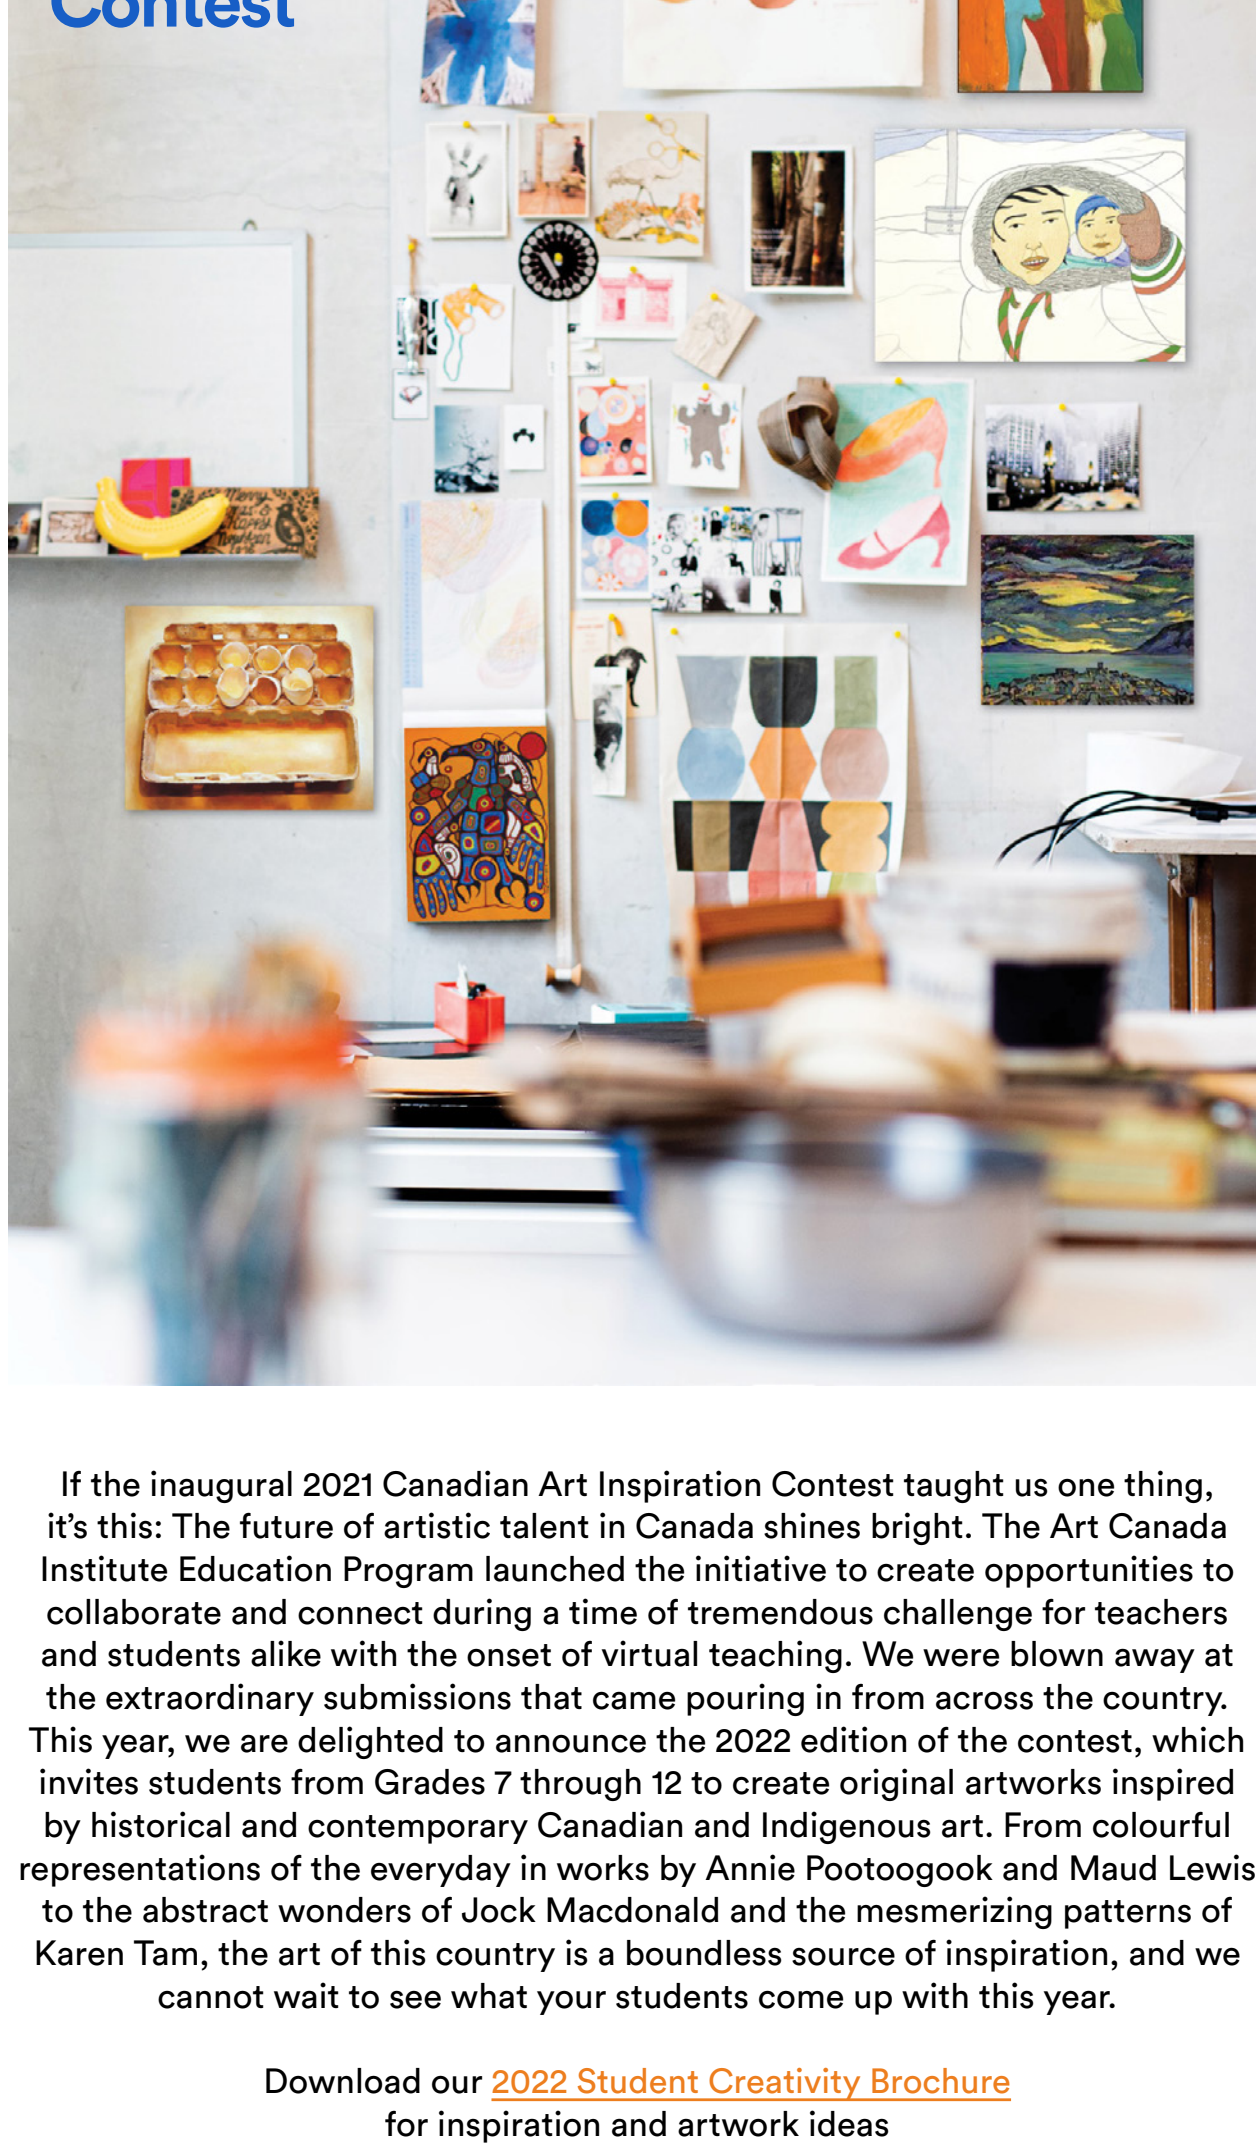 Contest
Merry
Happy
If the inaugural 2021 Canadian Art Inspiration Contest taught us one thing,
it’s this: The future of artistic talent in Canada shines bright. The Art Canada
Institute Education Program launched the initiative to create opportunities to
collaborate and connect during a time of tremendous challenge for teachers
and students alike with the onset of virtual teaching. We were blown away at
the extraordinary submissions that came pouring in from across the country.
This year, we are delighted to announce the 2022 edition of the contest, which
invites students from Grades 7 through 12 to create original artworks inspired
by historical and contemporary Canadian and Indigenous art. From colourful
representations of the everyday in works by Annie Pootoogook and Maud Lewis
to the abstract wonders of Jock Macdonald and the mesmerizing patterns of
Karen Tam, the art of this country is a boundless source of inspiration, and we
cannot wait to see what your students come up with this year.
Download our 2022 Student Creativity Brochure
for inspiration and artwork ideas